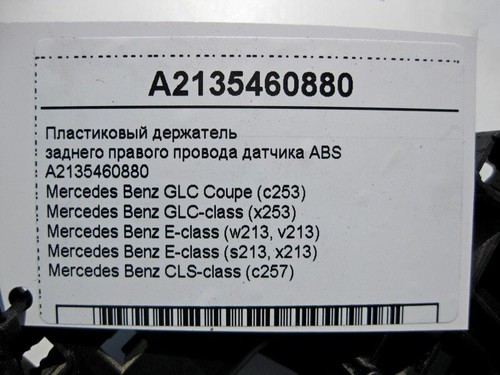 A2135460880
Пластиковый держатель
заднего правого провода датчика ABS
A2135460880
Mercedes Benz GLC Coupe (c253)
Mercedes Benz GLC-class (x253)
Mercedes Benz E-class (w213, v213)
Mercedes Benz E-class (s213, x213)
Mercedes Benz CLS-class (c257)